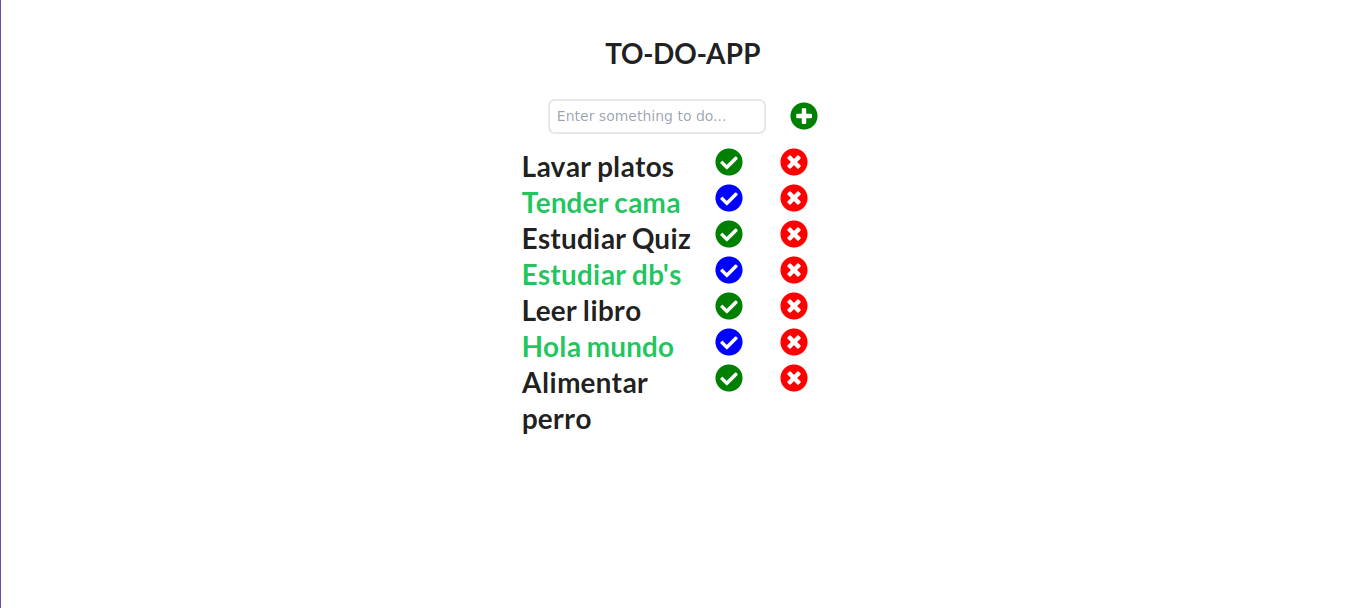 TO-DO-APP
Enter something to do...
Lavar platos
Tender cama
Estudiar Quiz
Estudiar db's
Leer libro
Hola mundo
Alimentar
perro